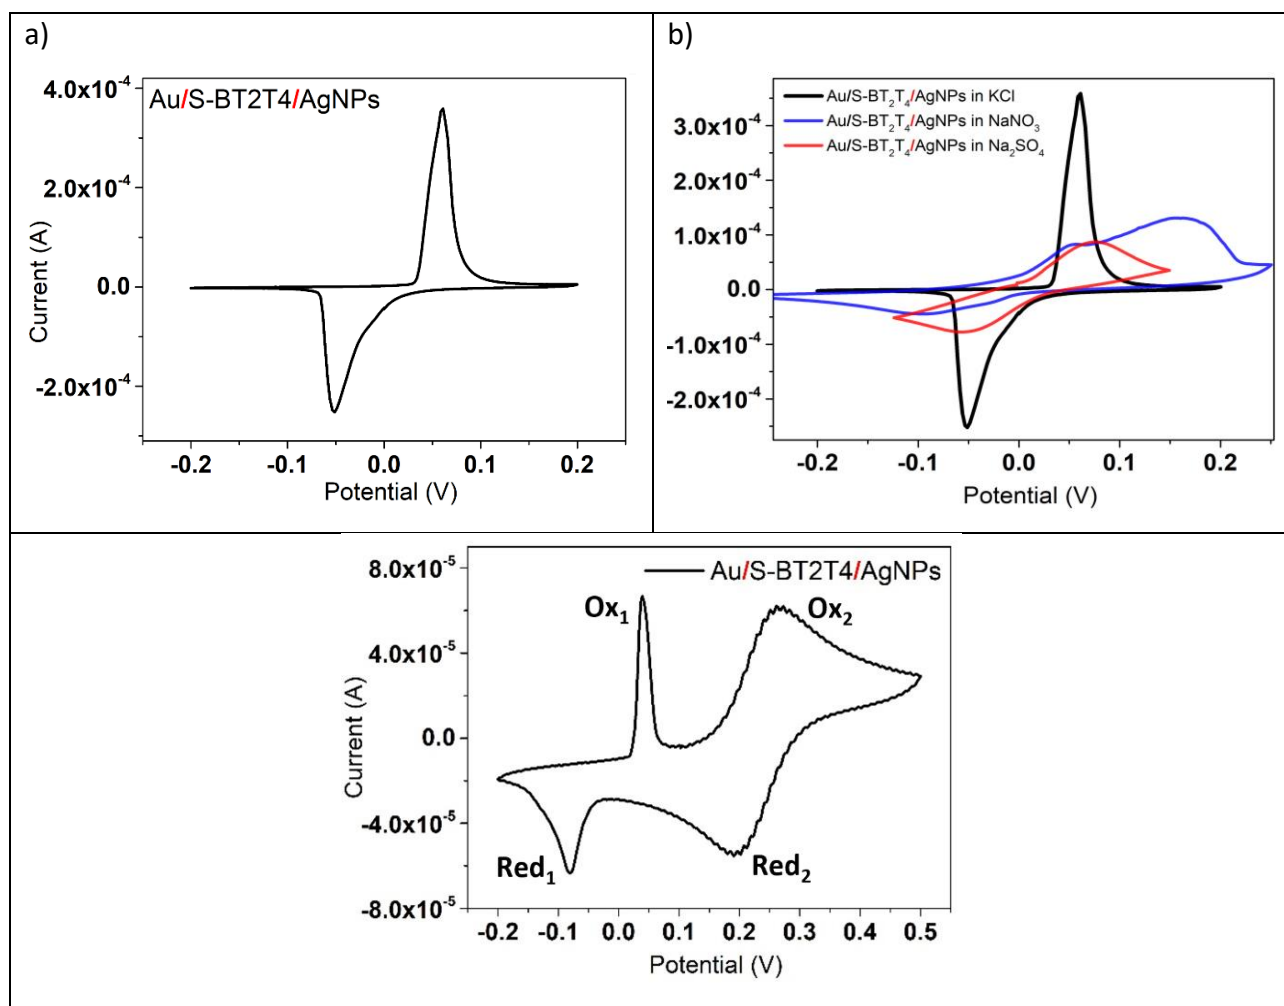 a)
Au/S-BT2T4/AgNPs
4.0x10⁻⁴
2.0x10⁻⁴
0.0
-2.0x10⁻⁴
Current (A)
-0.2 -0.1 0.0 0.1 0.2
Potential (V)
b)
Au/S-BT₂T₄/AgNPs in KCl
Au/S-BT₂T₄/AgNPs in NaNO₃
Au/S-BT₂T₄/AgNPs in Na₂SO₄
3.0x10⁻⁴
2.0x10⁻⁴
1.0x10⁻⁴
0.0
-1.0x10⁻⁴
-2.0x10⁻⁴
-0.2 -0.1 0.0 0.1 0.2
Potential (V)
Au/S-BT2T4/AgNPs
8.0x10⁻⁵
4.0x10⁻⁵
0.0
-4.0x10⁻⁵
-8.0x10⁻⁵
Current (A)
Ox₁
Ox₂
Red₁
Red₂
-0.2 -0.1 0.0 0.1 0.2 0.3 0.4 0.5
Potential (V)